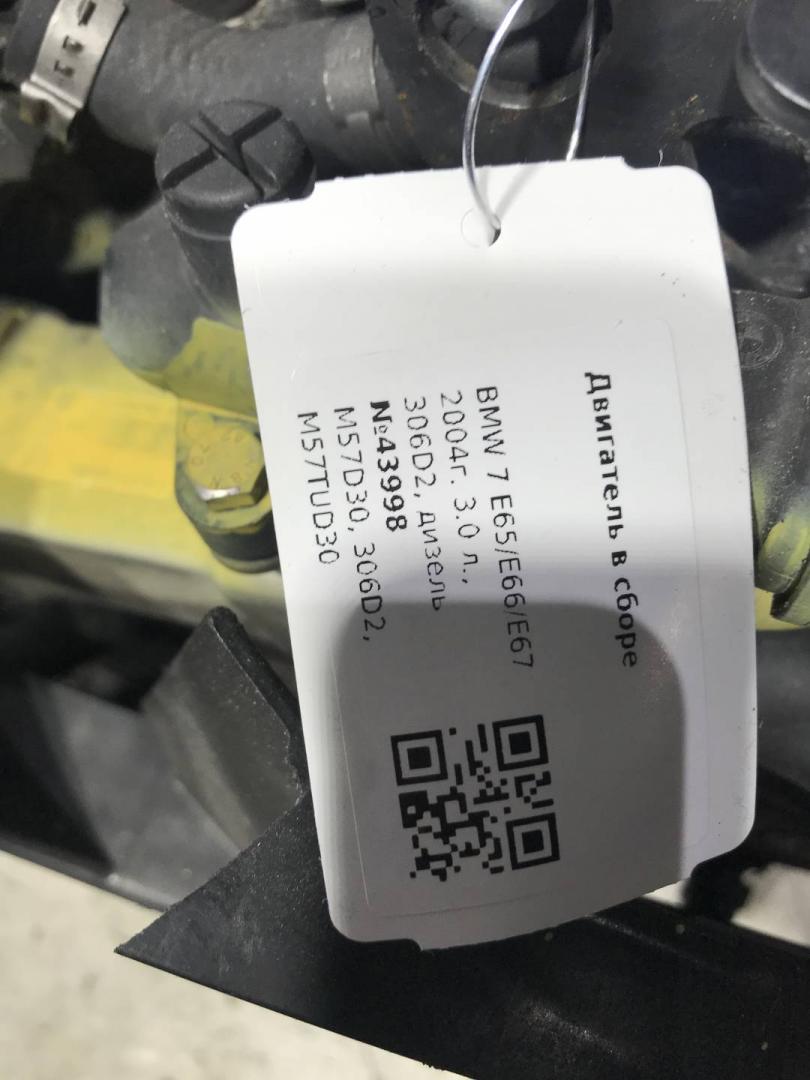 Двигатель в сборе
BMW 7 E65/E66/E67
2004г. 3.0 л.,
306D2, дизель
№43998
M57D30, 306D2,
M57TUD30